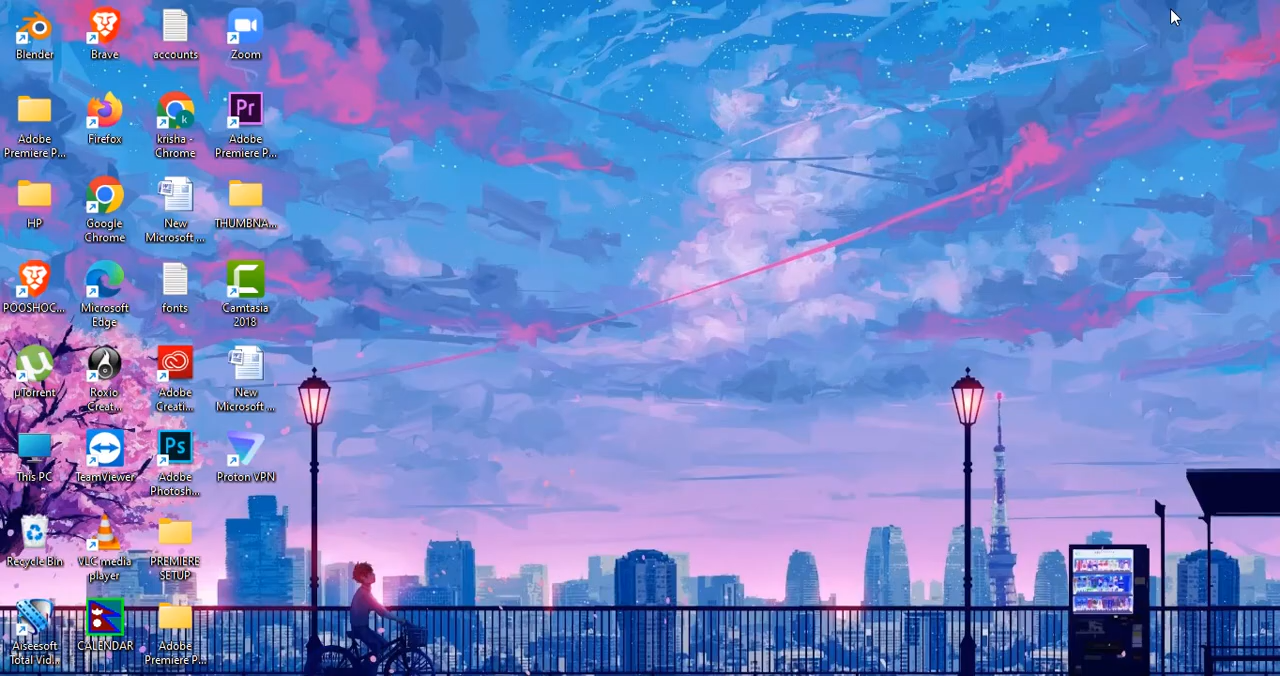 Blender
Brave
accounts
Zoom
Adobe
Premiere P...
Firefox
krisha -
Chrome
Adobe
Premiere P...
HP
Google
Chrome
New
Microsoft ...
THUMBNA...
POOSHOC...
Microsoft
Edge
fonts
Camtasia
2018
µTorrent
Roxio
Creat...
Adobe
Creati...
New
Microsoft ...
This PC
TeamViewer
Adobe
Photosh...
Proton VPN
Recycle Bin
VLC media
player
PREMIERE
SETUP
Aiseesoft
Total Vid...
CALENDAR
Adobe
Premiere P...